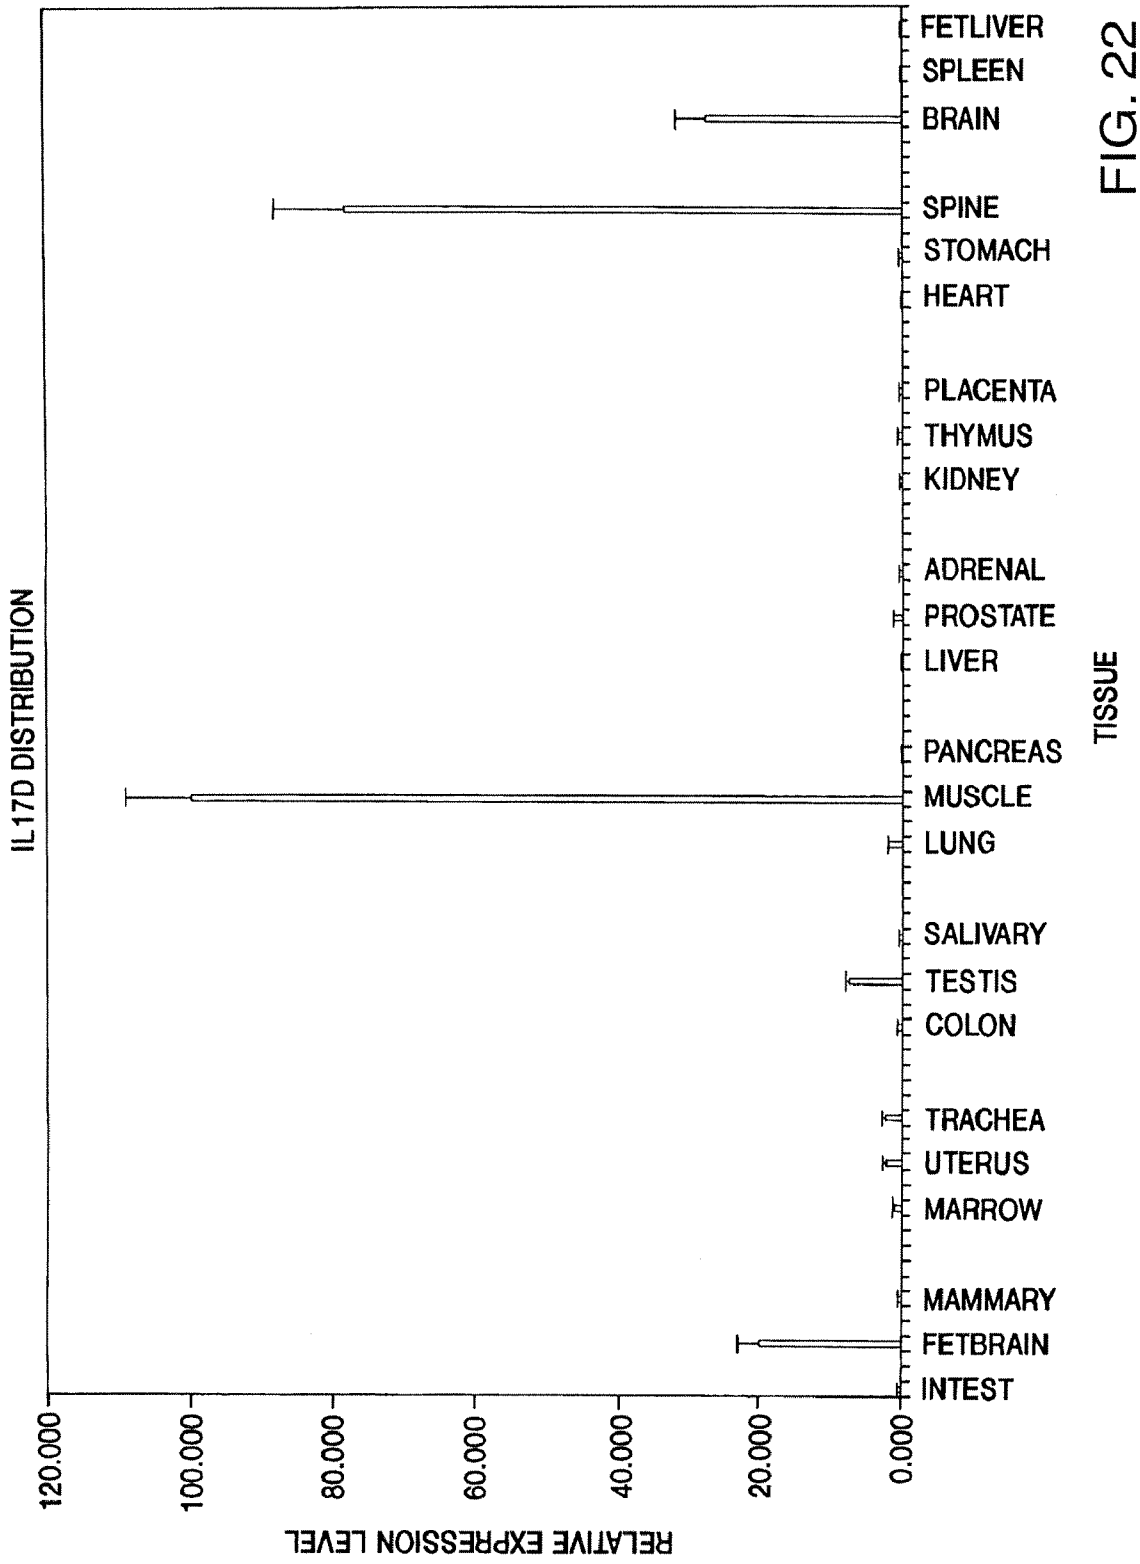 IL17D DISTRIBUTION
RELATIVE EXPRESSION LEVEL
120.000
100.000
80.000
60.000
40.000
20.000
0.000
INTEST
FETBRAIN
MAMMARY
MARROW
UTERUS
TRACHEA
COLON
TESTIS
SALIVARY
LUNG
MUSCLE
PANCREAS
LIVER
PROSTATE
ADRENAL
KIDNEY
THYMUS
PLACENTA
HEART
STOMACH
SPINE
BRAIN
SPLEEN
FETLIVER
TISSUE
FIG. 22